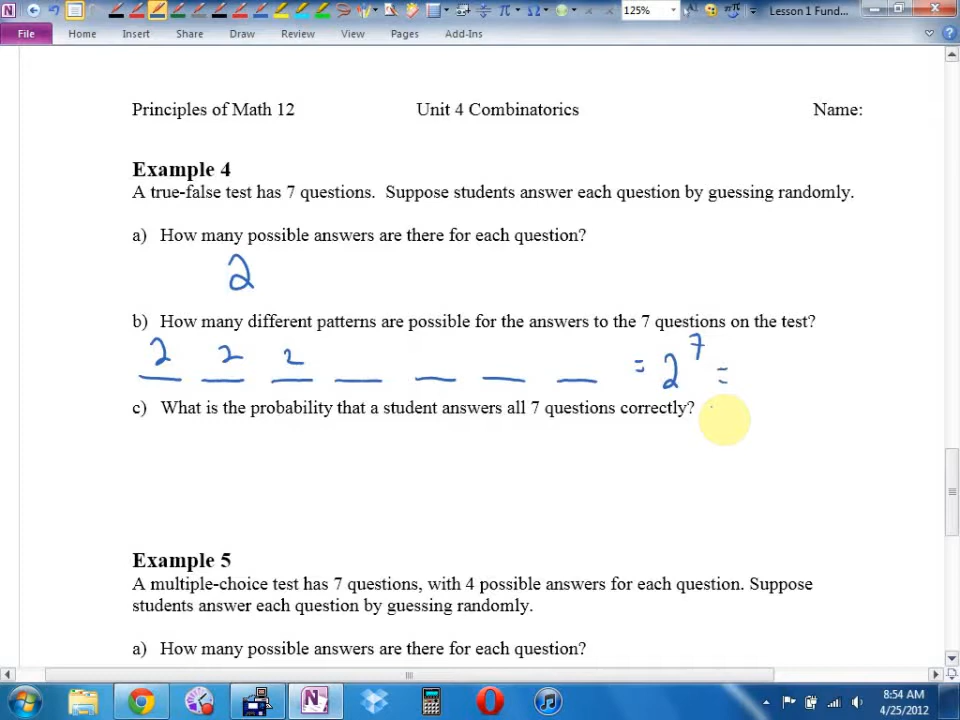 125% Lesson 1 Fund...
File Home Insert Share Draw Review View Pages Add-Ins
Principles of Math 12 Unit 4 Combinatorics Name:
Example 4
A true-false test has 7 questions. Suppose students answer each question by guessing randomly.
a) How many possible answers are there for each question?
2
b) How many different patterns are possible for the answers to the 7 questions on the test?
2 2 2 = 2⁷ =
c) What is the probability that a student answers all 7 questions correctly?
Example 5
A multiple-choice test has 7 questions, with 4 possible answers for each question. Suppose
students answer each question by guessing randomly.
a) How many possible answers are there for each question?
8:54 AM
4/25/2012